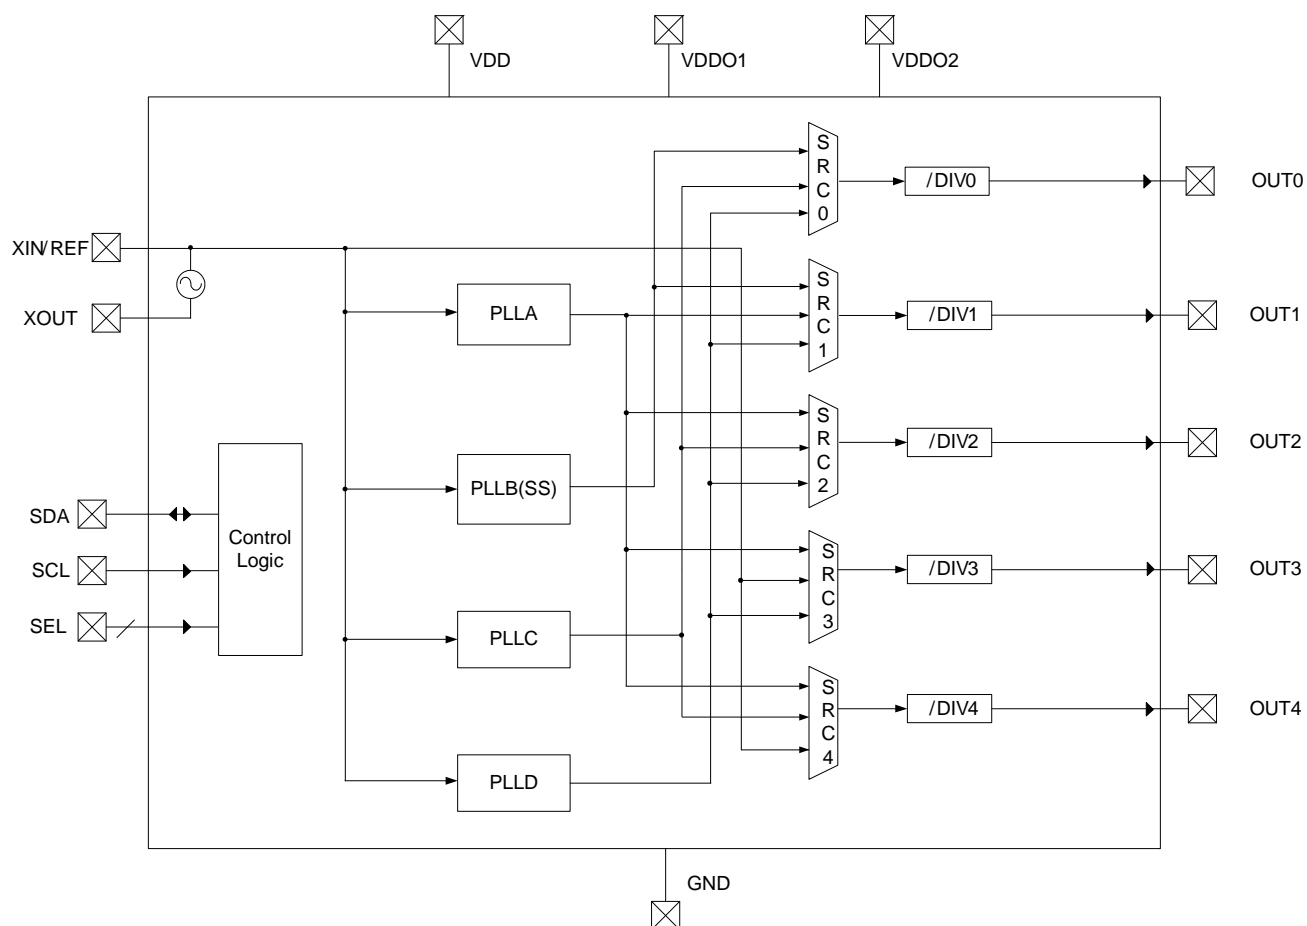 VDD
VDDO1
VDDO2
S
R
C
0
/DIV0
OUT0
XIN/REF
XOUT
PLLA
S
R
C
1
/DIV1
OUT1
S
R
C
2
/DIV2
OUT2
PLLB(SS)
SDA
SCL
SEL
Control
Logic
S
R
C
3
/DIV3
OUT3
PLLC
S
R
C
4
/DIV4
OUT4
PLLD
GND